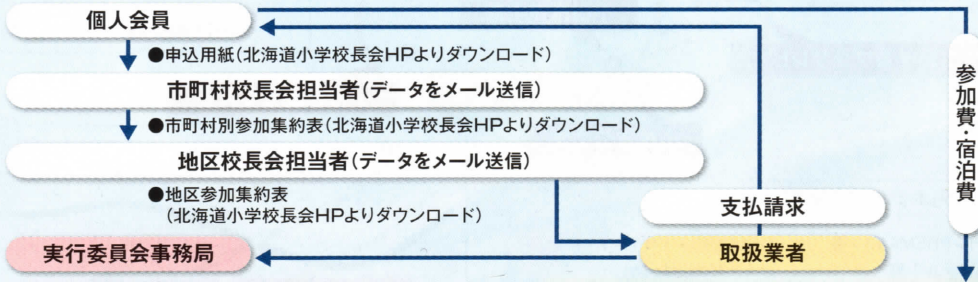 個人会員
●申込用紙(北海道小学校長会HPよりダウンロード)
市町村校長会担当者(データをメール送信)
●市町村別参加集約表(北海道小学校長会HPよりダウンロード)
地区校長会担当者(データをメール送信)
●地区参加集約表
(北海道小学校長会HPよりダウンロード)
支払請求
実行委員会事務局
取扱業者
参加費・宿泊費